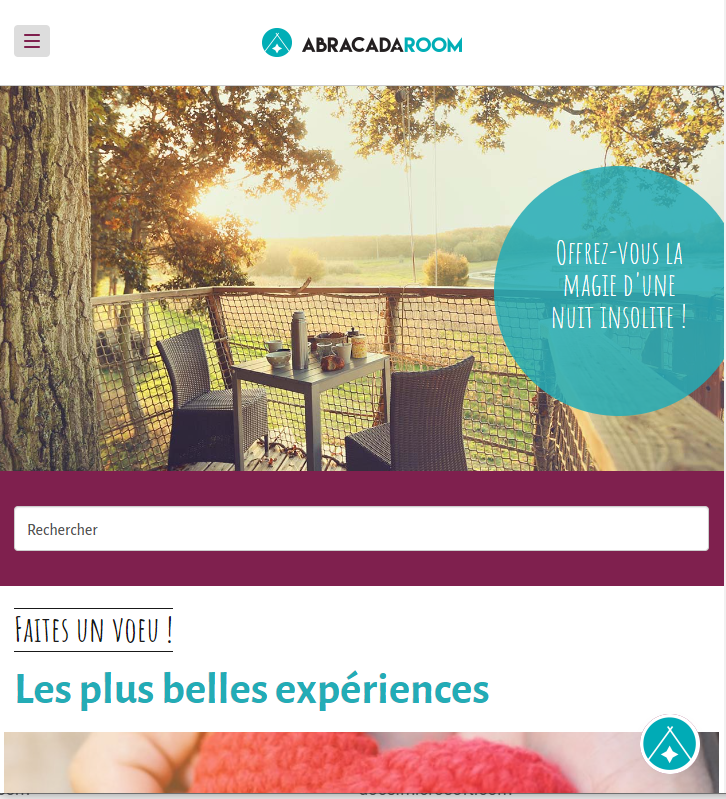 ABRACADAROOM
Offrez-vous la
magie d'une
nuit insolite !
Rechercher
Faites un voeu !
Les plus belles expériences